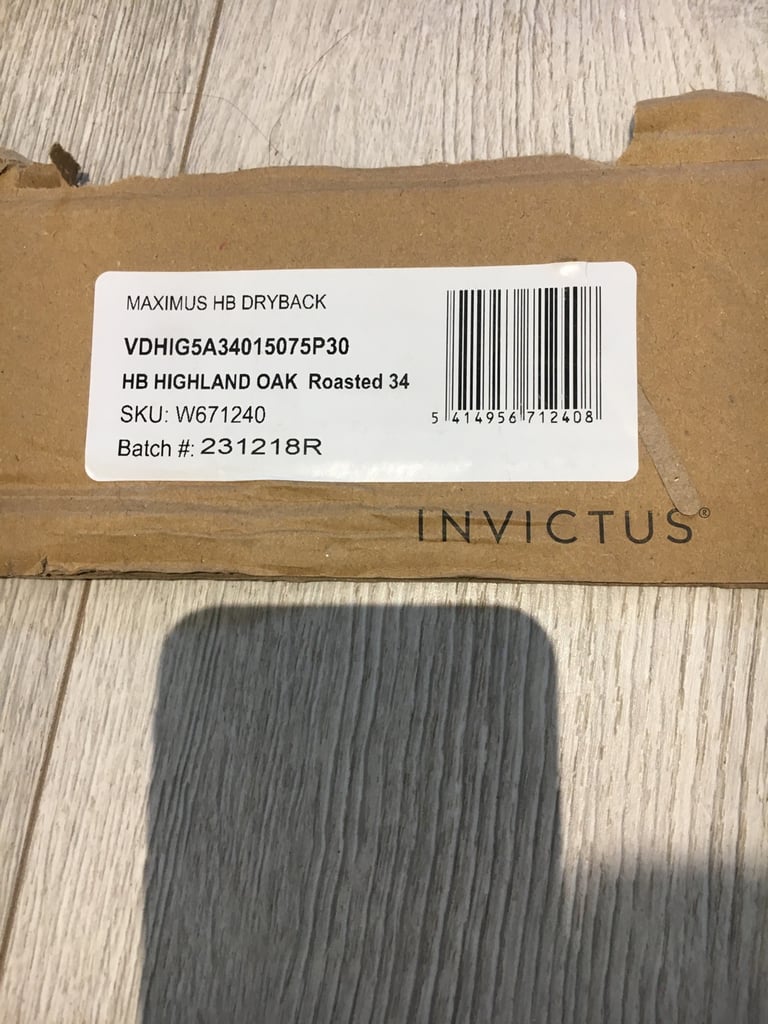 MAXIMUS HB DRYBACK
VDHIG5A34015075P30
HB HIGHLAND OAK Roasted 34
SKU: W671240
Batch #: 231218R
5 414956 712408
INVICTUS®